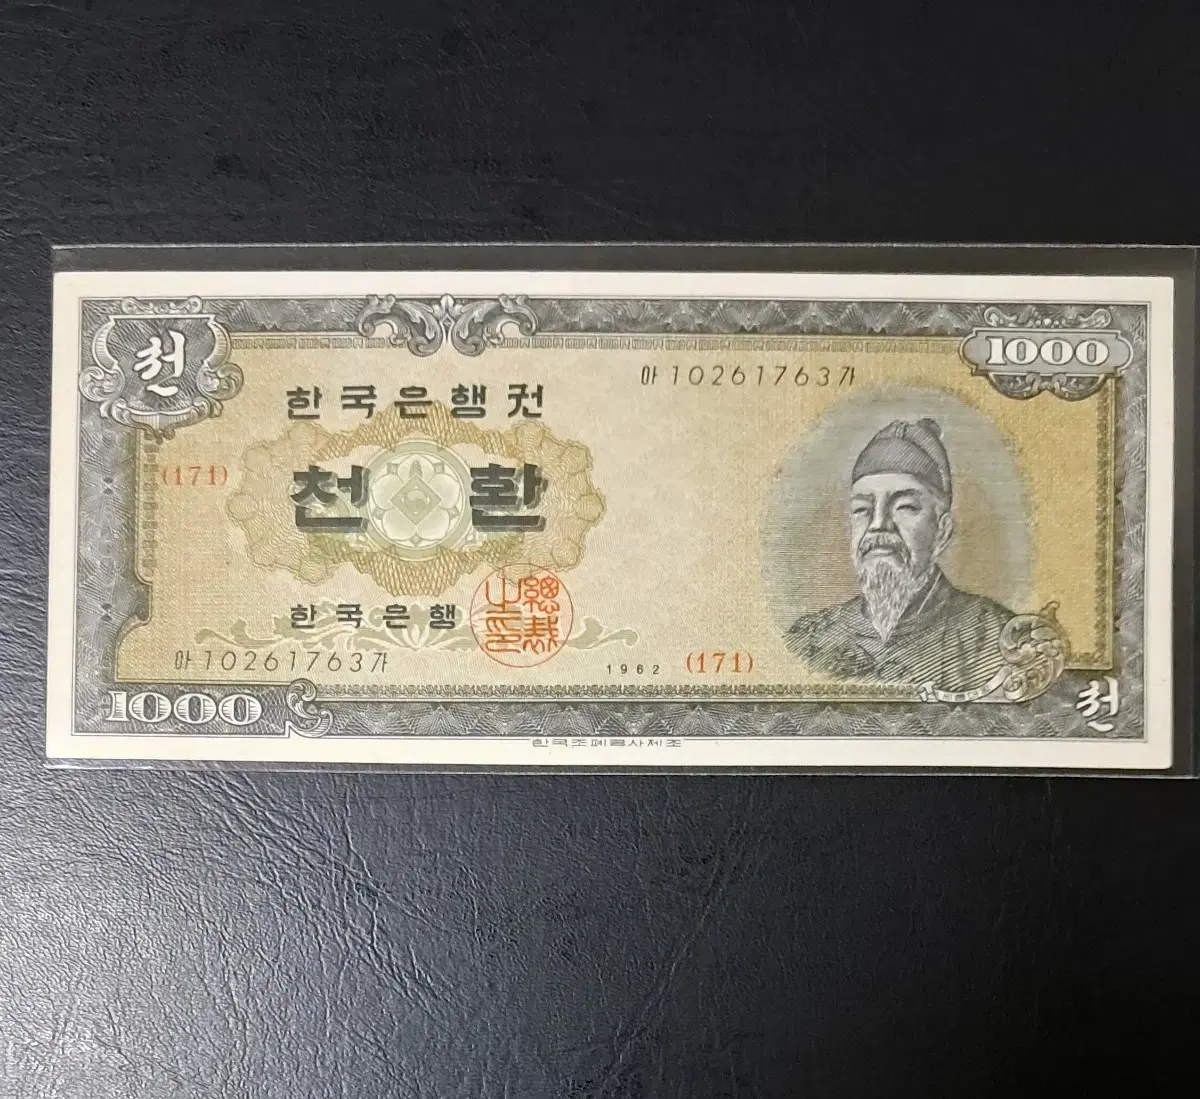 천
1000
아102617637가
한국은행권
(171)
천 환
한국은행
總裁之印
아102617637가
1962
(171)
1000
천
한국조폐공사제조